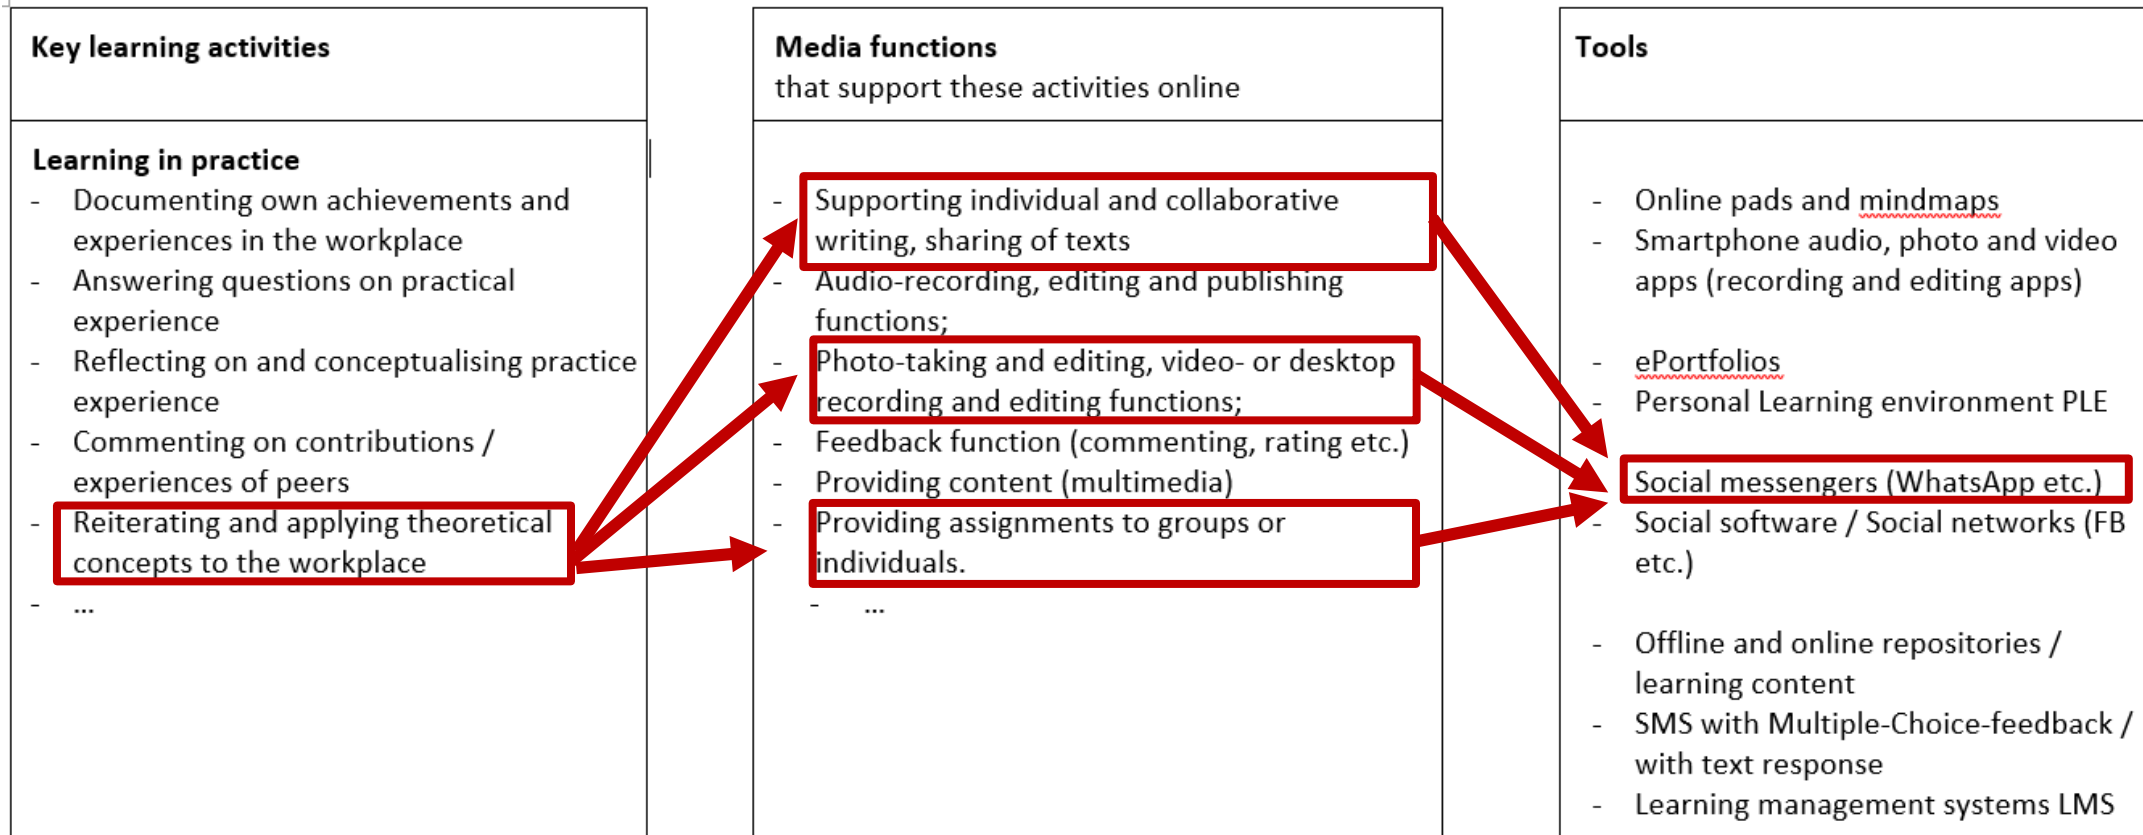 Key learning activities
Learning in practice
- Documenting own achievements and
experiences in the workplace
- Answering questions on practical
experience
- Reflecting on and conceptualising practice
experience
- Commenting on contributions /
experiences of peers
- Reiterating and applying theoretical
concepts to the workplace
- ...
Media functions
that support these activities online
- Supporting individual and collaborative
writing, sharing of texts
- Audio-recording, editing and publishing
functions;
- Photo-taking and editing, video- or desktop
recording and editing functions;
- Feedback function (commenting, rating etc.)
- Providing content (multimedia)
- Providing assignments to groups or
individuals.
- ...
Tools
- Online pads and mindmaps
- Smartphone audio, photo and video
apps (recording and editing apps)
- ePortfolios
- Personal Learning environment PLE
Social messengers (WhatsApp etc.)
- Social software / Social networks (FB
etc.)
- Offline and online repositories /
learning content
- SMS with Multiple-Choice-feedback /
with text response
- Learning management systems LMS